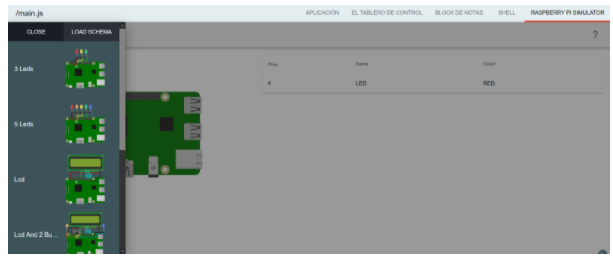 /main.js
APLICACIÓN EL TABLERO DE CONTROL BLOCK DE NOTAS SHELL RASPBERRY PI SIMULATOR
CLOSE LOAD SCHEMA
?
Pins Name Color
4 LED RED
3 Leds
5 Leds
Lcd
Lcd And 2 Bu...